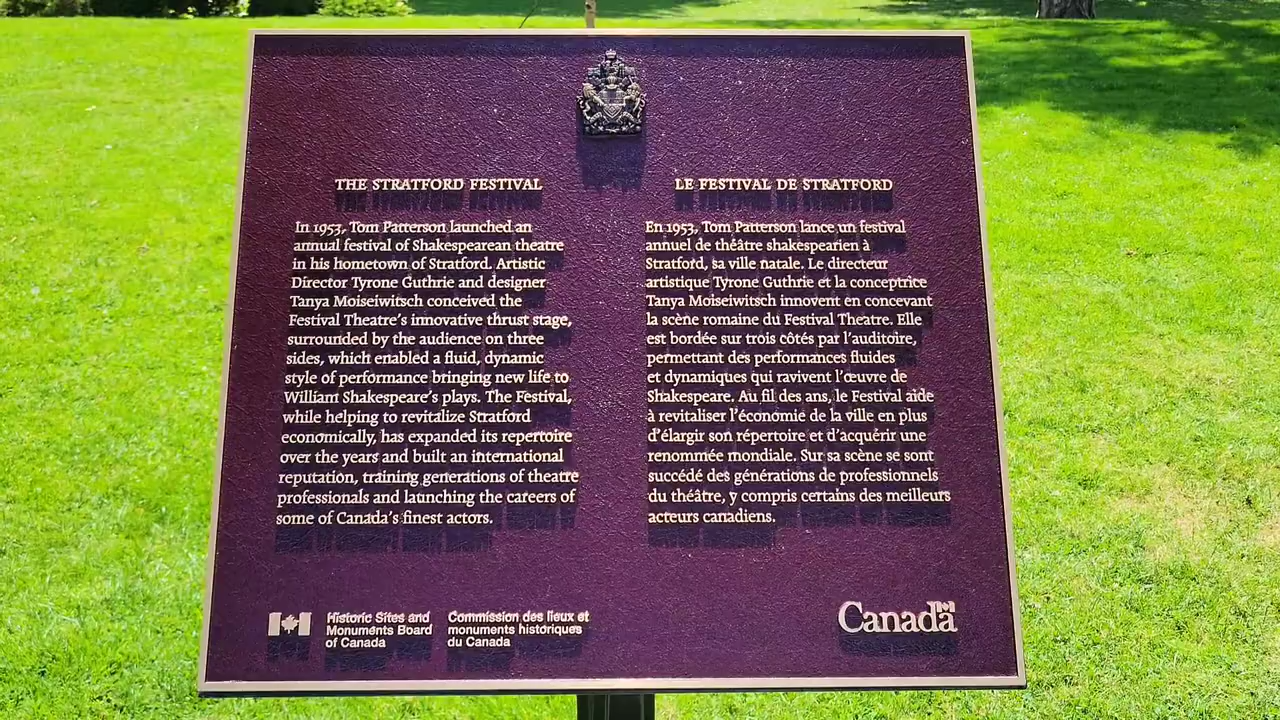 THE STRATFORD FESTIVAL
In 1953, Tom Patterson launched an
annual festival of Shakespearean theatre
in his hometown of Stratford. Artistic
Director Tyrone Guthrie and designer
Tanya Moiseiwitsch conceived the
Festival Theatre's innovative thrust stage,
surrounded by the audience on three
sides, which enabled a fluid, dynamic
style of performance bringing new life to
William Shakespeare's plays. The Festival,
while helping to revitalize Stratford
economically, has expanded its repertoire
over the years and built an international
reputation, training generations of theatre
professionals and launching the careers of
some of Canada's finest actors.
LE FESTIVAL DE STRATFORD
En 1953, Tom Patterson lance un festival
annuel de théâtre shakespearien à
Stratford, sa ville natale. Le directeur
artistique Tyrone Guthrie et la conceptrice
Tanya Moiseiwitsch innovent en concevant
la scène romaine du Festival Theatre. Elle
est bordée sur trois côtés par l'auditoire,
permettant des performances fluides
et dynamiques qui ravivent l'œuvre de
Shakespeare. Au fil des ans, le Festival aide
à revitaliser l'économie de la ville en plus
d'élargir son répertoire et d'acquérir une
renommée mondiale. Sur sa scène se sont
succédé des générations de professionnels
du théâtre, y compris certains des meilleurs
acteurs canadiens.
Historic Sites and
Monuments Board
of Canada
Commission des lieux et
monuments historiques
du Canada
Canada